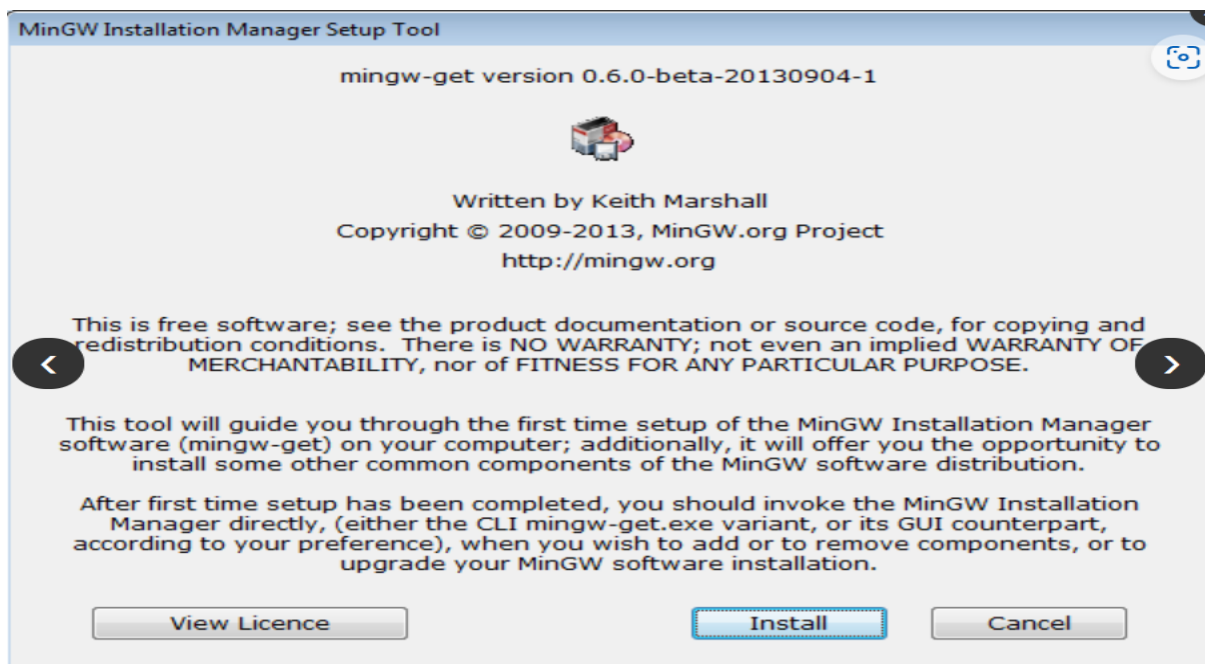 MinGW Installation Manager Setup Tool
mingw-get version 0.6.0-beta-20130904-1
Written by Keith Marshall
Copyright © 2009-2013, MinGW.org Project
http://mingw.org
This is free software; see the product documentation or source code, for copying and
redistribution conditions.  There is NO WARRANTY; not even an implied WARRANTY OF
MERCHANTABILITY, nor of FITNESS FOR ANY PARTICULAR PURPOSE.
This tool will guide you through the first time setup of the MinGW Installation Manager
software (mingw-get) on your computer; additionally, it will offer you the opportunity to
install some other common components of the MinGW software distribution.
After first time setup has been completed, you should invoke the MinGW Installation
Manager directly, (either the CLI mingw-get.exe variant, or its GUI counterpart,
according to your preference), when you wish to add or to remove components, or to
upgrade your MinGW software installation.
View Licence Install Cancel